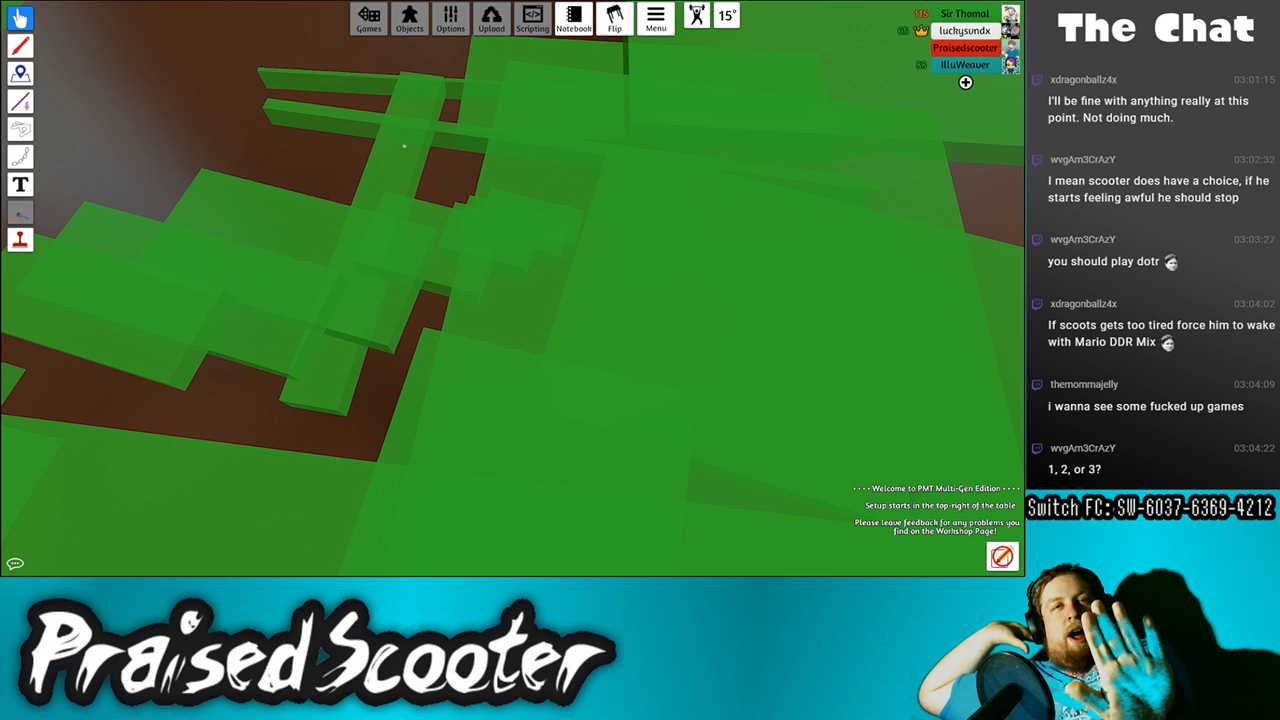 Games
Objects
Options
Upload
Scripting
Notebook
Flip
Menu
15°
115 Sir Thomal
luckysundx
Praisedscooter
IlluWeaver
T
The Chat
xdragonballz4x 03:01:15
I'll be fine with anything really at this
point. Not doing much.
wvgAm3CrAzY 03:02:32
I mean scooter does have a choice, if he
starts feeling awful he should stop
wvgAm3CrAzY 03:03:27
you should play dotr
xdragonballz4x 03:04:02
If scoots gets too tired force him to wake
with Mario DDR Mix
themommajelly 03:04:09
i wanna see some fucked up games
wvgAm3CrAzY 03:04:22
1, 2, or 3?
Switch FC: SW-6037-6369-4212
- - - - Welcome to PMT Multi-Gen Edition - - - -
Setup starts in the top-right of the table
Please leave feedback for any problems you
find on the Workshop Page!
PraisedScooter